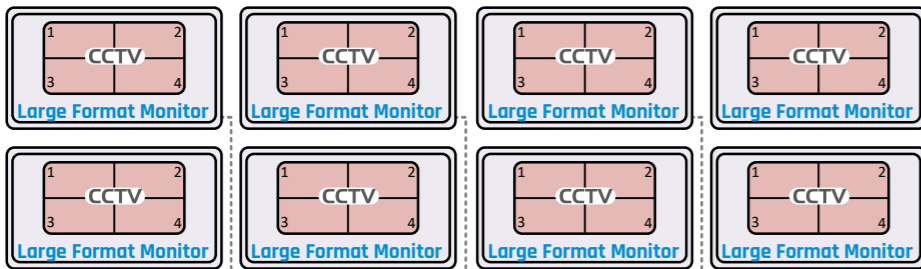 1 2 1 2 1 2 1 2
CCTV CCTV CCTV CCTV
3 4 3 4 3 4 3 4
Large Format Monitor Large Format Monitor Large Format Monitor Large Format Monitor
1 2 1 2 1 2 1 2
CCTV CCTV CCTV CCTV
3 4 3 4 3 4 3 4
Large Format Monitor Large Format Monitor Large Format Monitor Large Format Monitor